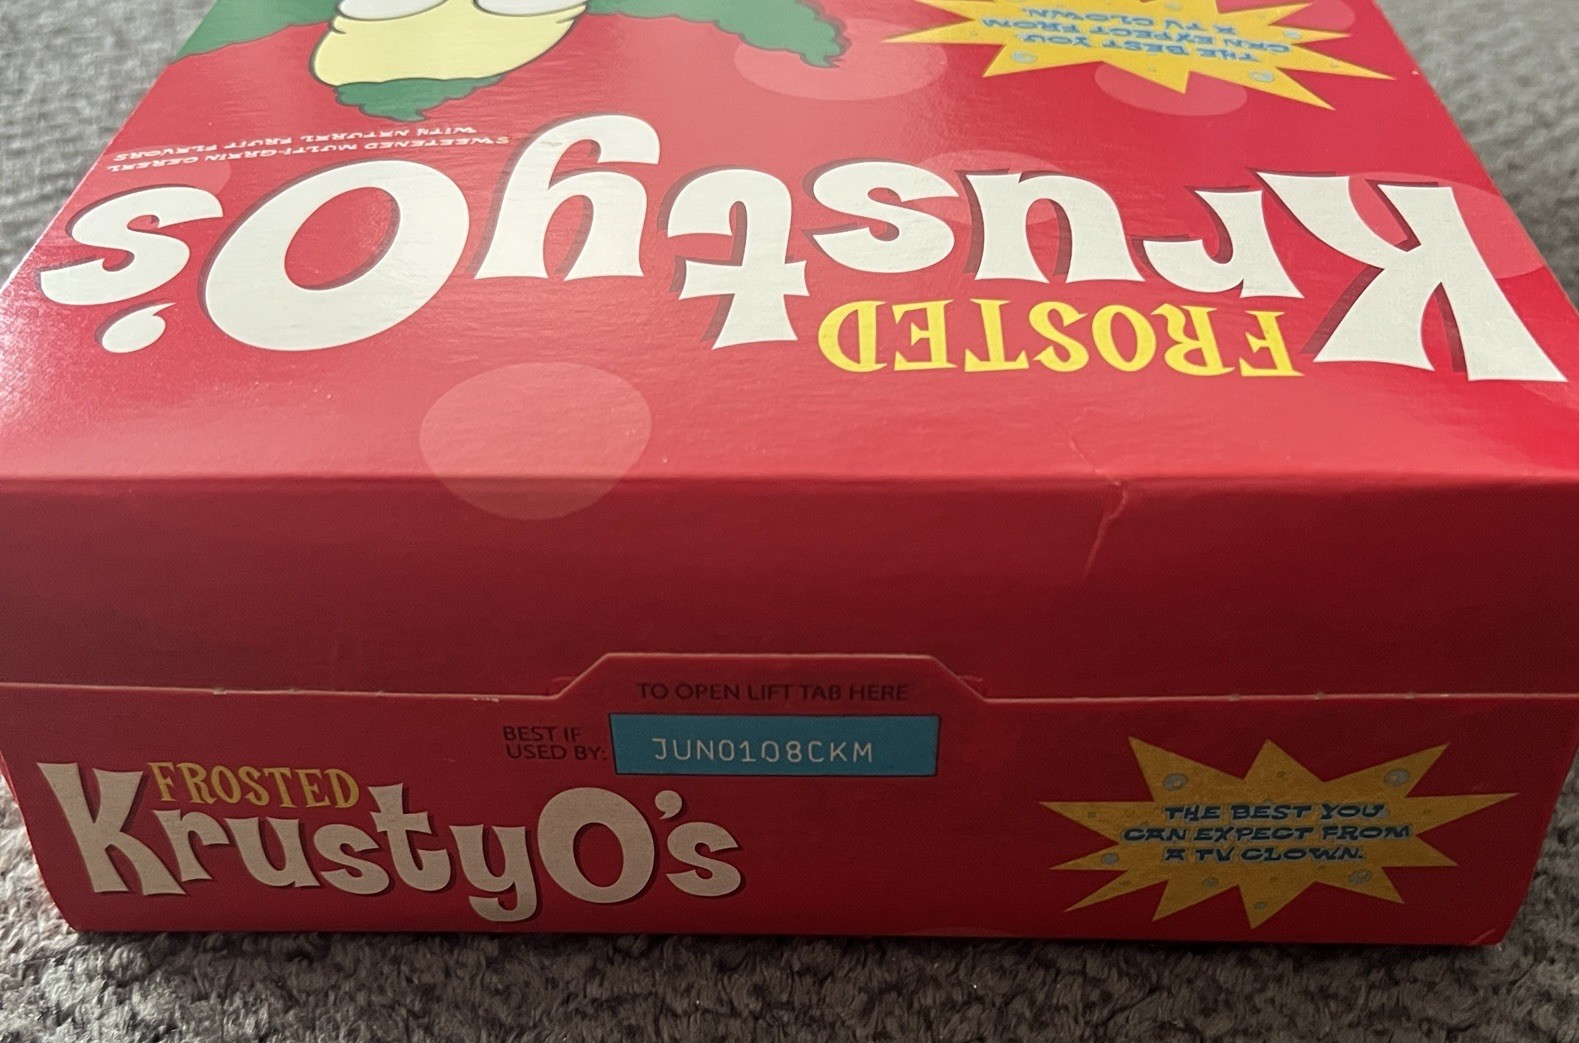 THE BEST YOU
CAN EXPECT FROM
A TV CLOWN.
SWEETENED MULTI-GRAIN CEREAL
WITH NATURAL FRUIT FLAVORS
FROSTED
KrustyO's
TO OPEN LIFT TAB HERE
BEST IF
USED BY:
JUN0108CKM
FROSTED
KrustyO's
THE BEST YOU
CAN EXPECT FROM
A TV CLOWN.